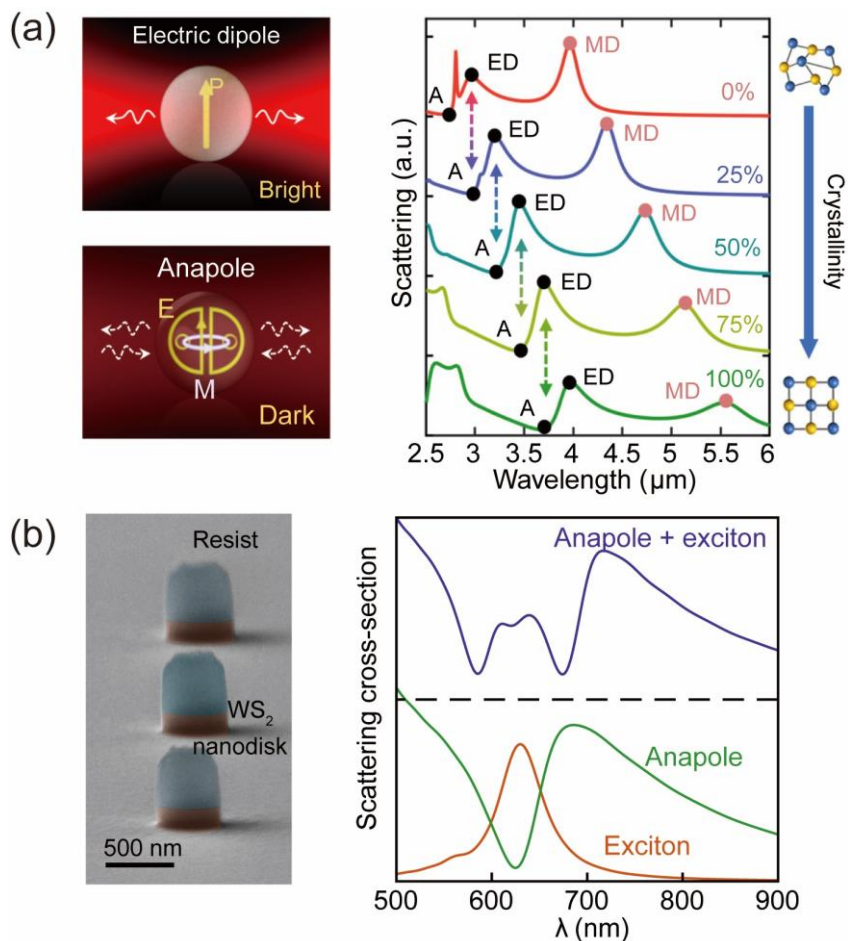 (a)
Electric dipole
P
Bright
Anapole
E
M
Dark
Scattering (a.u.)
A
ED
MD
0%
A
ED
MD
25%
A
ED
MD
50%
A
ED
MD
75%
A
ED
MD
100%
2.5 3 3.5 4 4.5 5 5.5 6
Wavelength (µm)
Crystallinity
(b)
Resist
WS₂
nanodisk
500 nm
Scattering cross-section
Anapole + exciton
Anapole
Exciton
500 600 700 800 900
λ (nm)